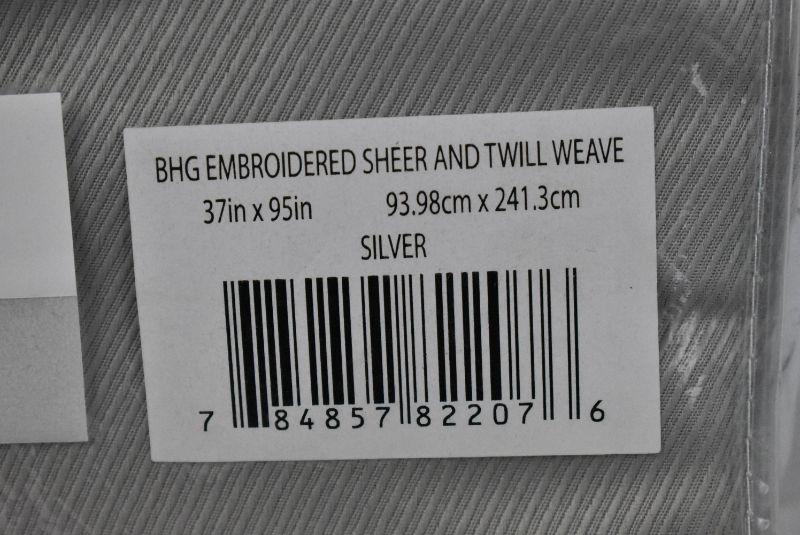 BHG EMBROIDERED SHEER AND TWILL WEAVE
37in x 95in 93.98cm x 241.3cm
SILVER
7 84857 82207 6